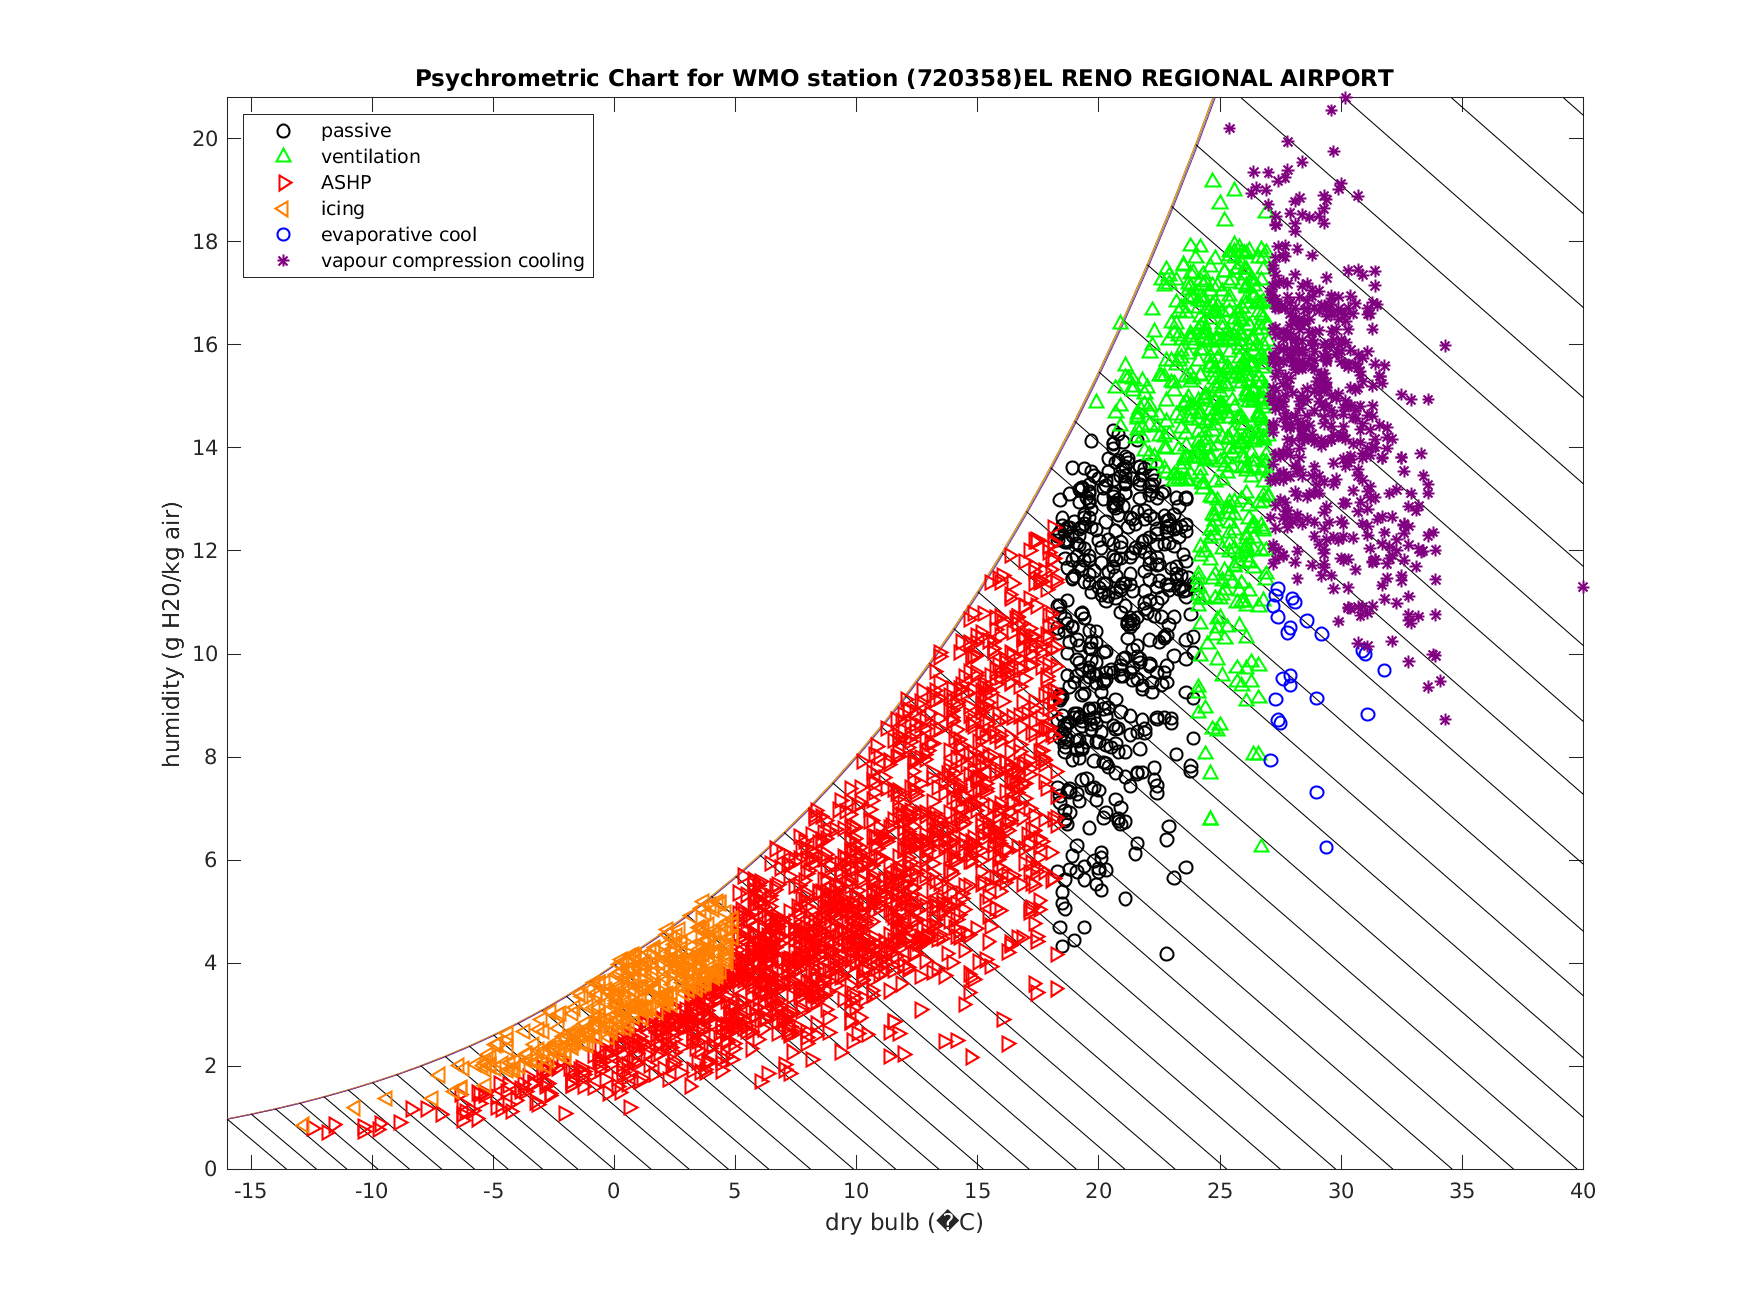 Psychrometric Chart for WMO station (720358)EL RENO REGIONAL AIRPORT
passive
ventilation
ASHP
icing
evaporative cool
vapour compression cooling
humidity (g H20/kg air)
20
18
16
14
12
10
8
6
4
2
0
-15 -10 -5 0 5 10 15 20 25 30 35 40
dry bulb (�C)